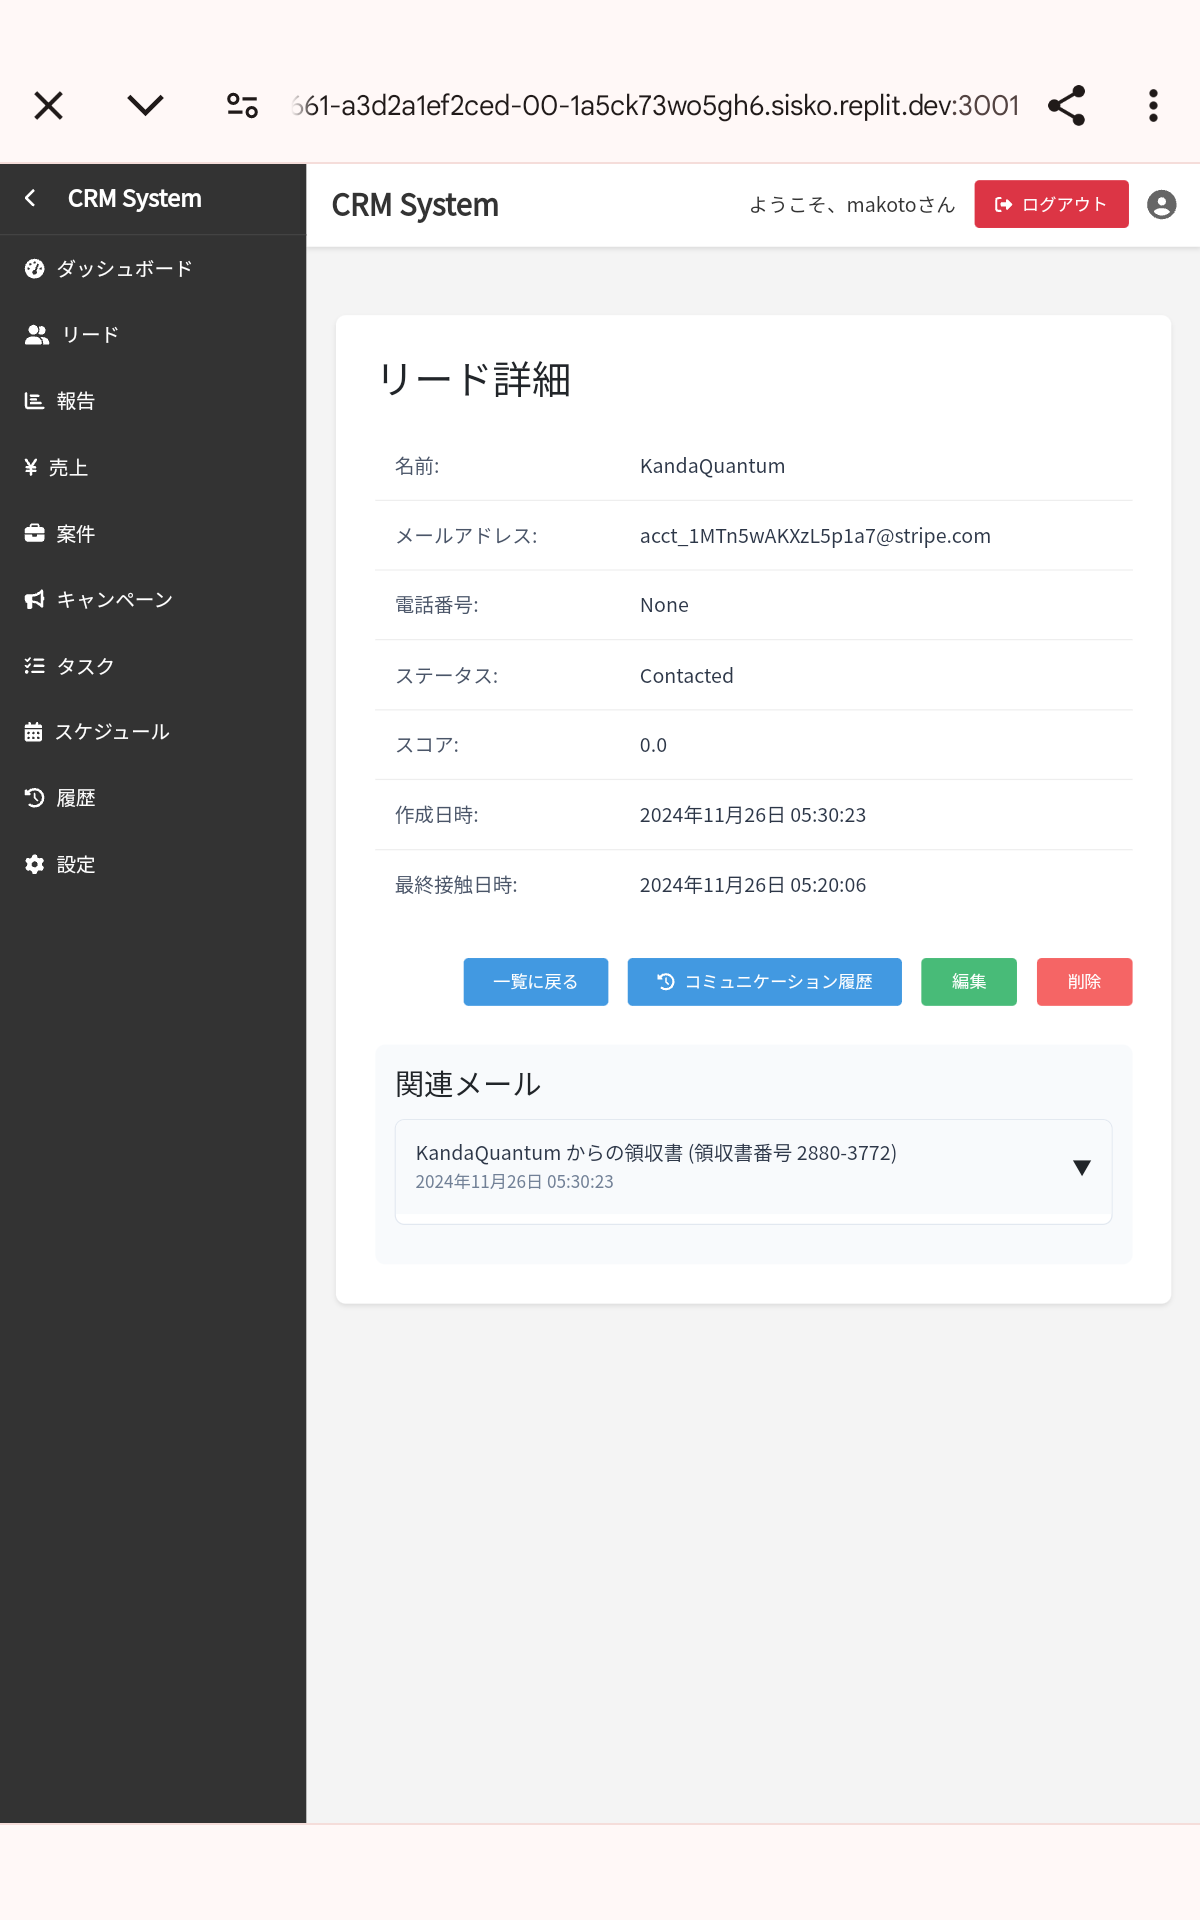 661-a3d2a1ef2ced-00-1a5ck73wo5gh6.sisko.replit.dev:3001
CRM System
ダッシュボード
リード
報告
売上
案件
キャンペーン
タスク
スケジュール
履歴
設定
CRM System
ようこそ、makotoさん
ログアウト
リード詳細
名前: KandaQuantum
メールアドレス: acct_1MTn5wAKXzL5p1a7@stripe.com
電話番号: None
ステータス: Contacted
スコア: 0.0
作成日時: 2024年11月26日 05:30:23
最終接触日時: 2024年11月26日 05:20:06
一覧に戻る
コミュニケーション履歴
編集
削除
関連メール
KandaQuantum からの領収書 (領収書番号 2880-3772)
2024年11月26日 05:30:23